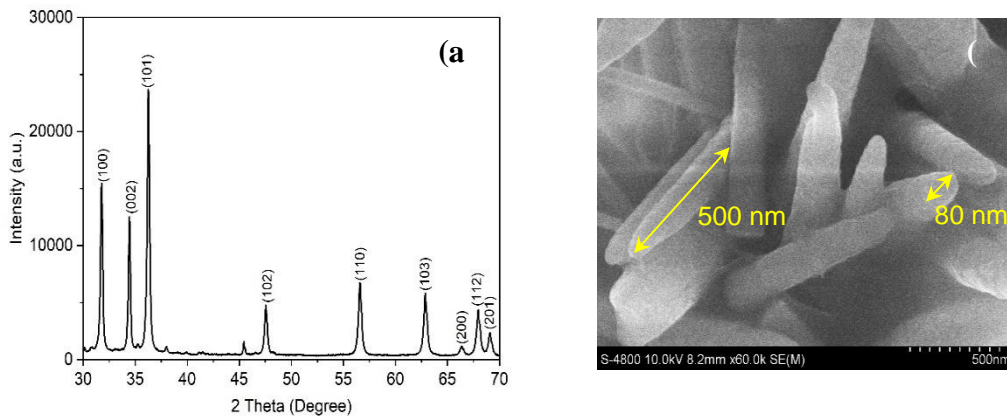 30000
20000
10000
0
Intensity (a.u.)
(a
(100)
(002)
(101)
(102)
(110)
(103)
(200)
(112)
(201)
30 35 40 45 50 55 60 65 70
2 Theta (Degree)
(
500 nm
80 nm
S-4800 10.0kV 8.2mm x60.0k SE(M)
500nm